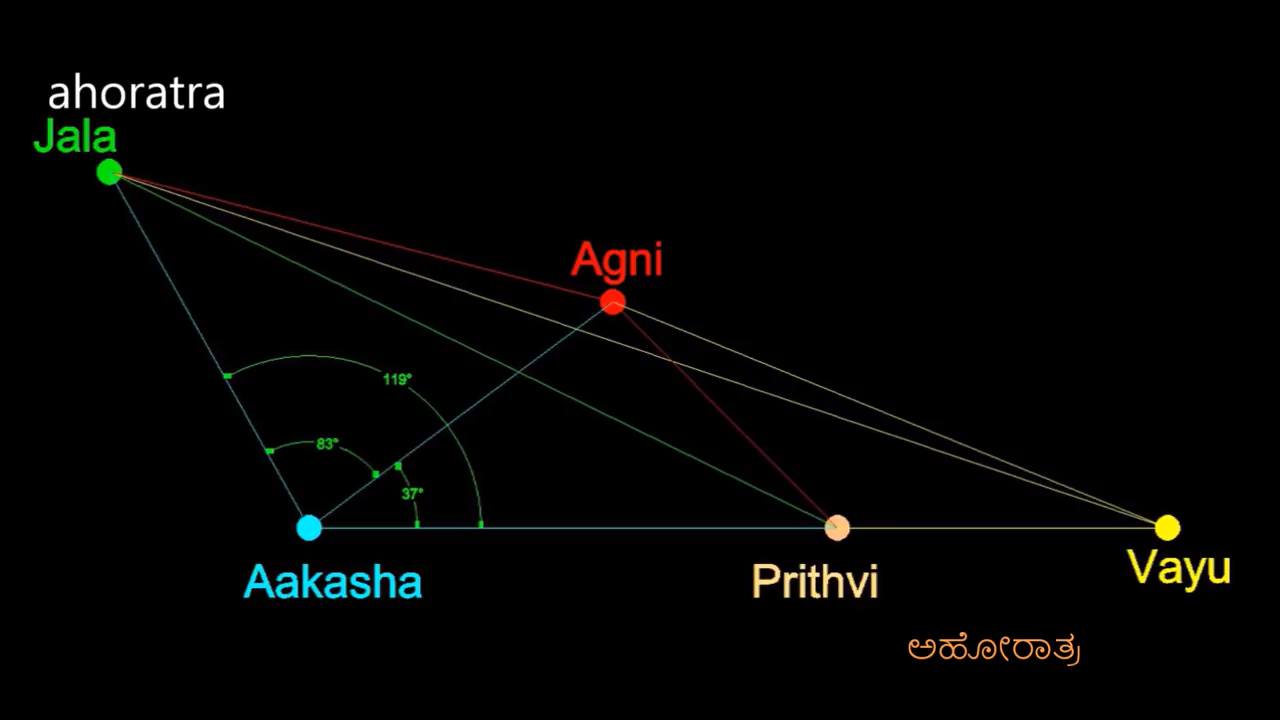 ahoratra
Jala
Agni
119°
83°
37°
Aakasha
Prithvi
Vayu
ಅಹೋರಾತ್ರ